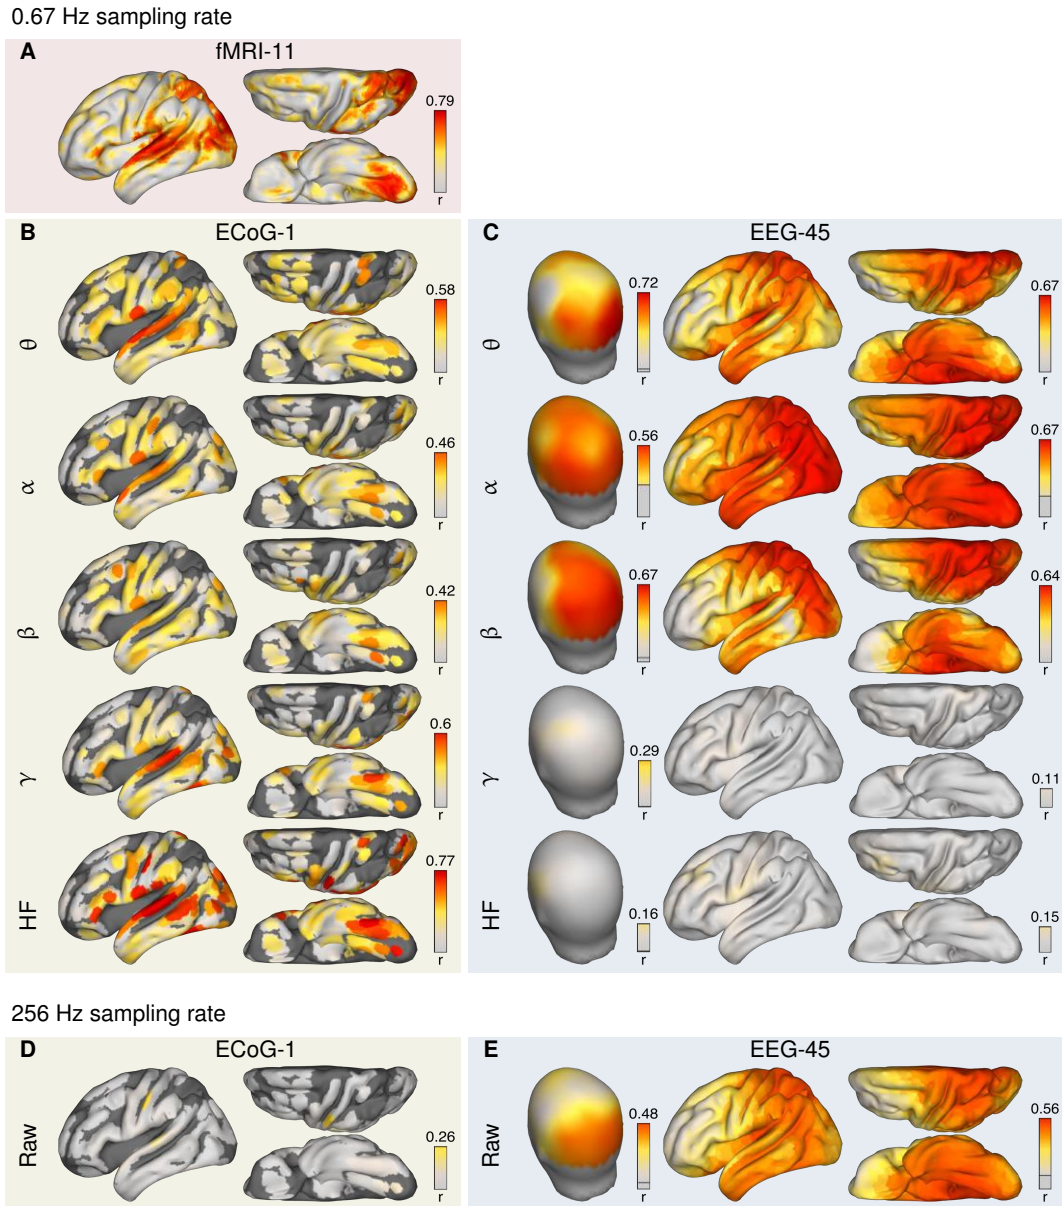 0.67 Hz sampling rate
A fMRI-11
0.79
r
B ECoG-1
θ
0.58
r
α
0.46
r
β
0.42
r
γ
0.6
r
HF
0.77
r
C EEG-45
θ
0.72
r
0.67
r
α
0.56
r
0.67
r
β
0.67
r
0.64
r
γ
0.29
r
0.11
r
HF
0.16
r
0.15
r
256 Hz sampling rate
D ECoG-1
Raw
0.26
r
E EEG-45
Raw
0.48
r
0.56
r